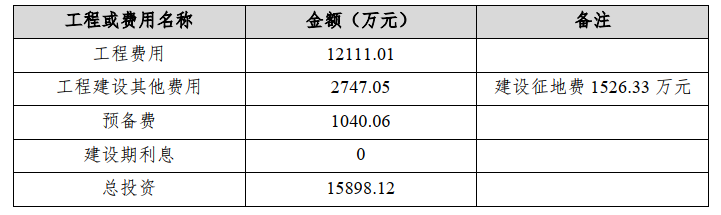 工程或费用名称 金额（万元） 备注
工程费用 12111.01
工程建设其他费用 2747.05 建设征地费 1526.33 万元
预备费 1040.06
建设期利息 0
总投资 15898.12